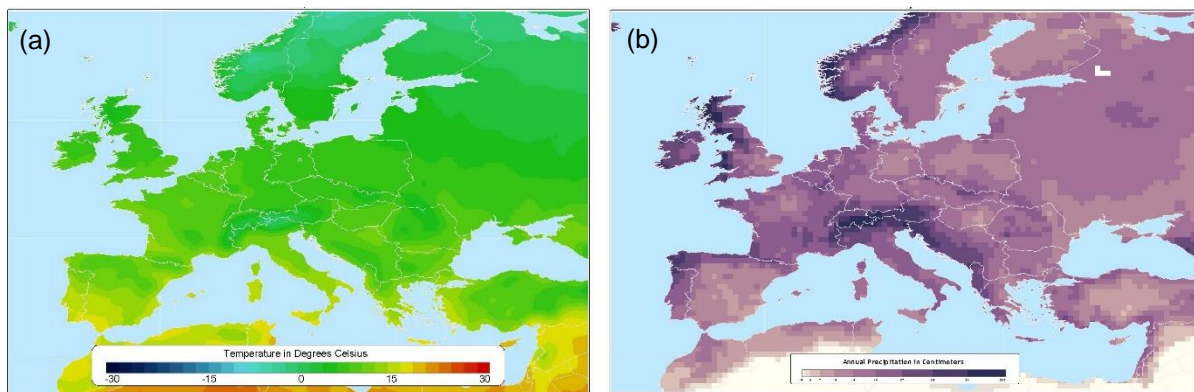 (a)
Temperature in Degrees Celsius
-30 -15 0 15 30
(b)
Annual Precipitation in Centimeters